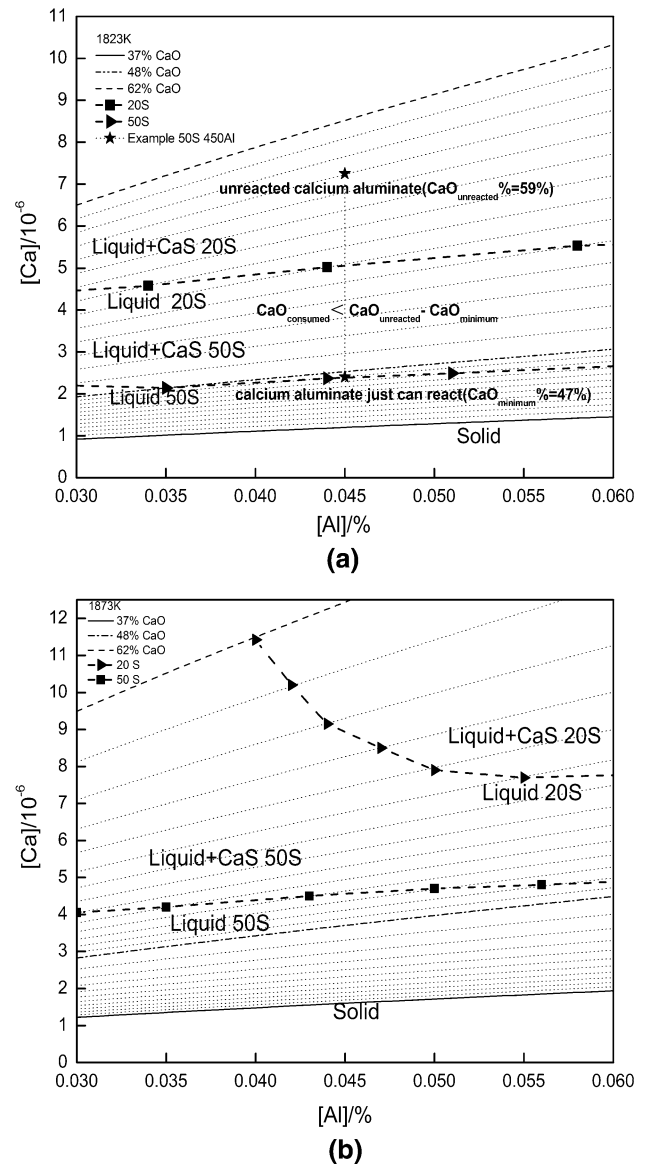 11
10
9
8
7
6
5
4
3
2
1
0
[Ca]/10⁻⁶
1823K
37% CaO
48% CaO
62% CaO
20S
50S
Example 50S 450Al
unreacted calcium aluminate(CaOunreacted%=59%)
Liquid+CaS 20S
Liquid 20S
CaOconsumed < CaOunreacted- CaOminimum
Liquid+CaS 50S
Liquid 50S
calcium aluminate just can react(CaOminimum%=47%)
Solid
0.030 0.035 0.040 0.045 0.050 0.055 0.060
[Al]/%
(a)
12
11
10
9
8
7
6
5
4
3
2
1
0
[Ca]/10⁻⁶
1873K
37% CaO
48% CaO
62% CaO
20 S
50 S
Liquid+CaS 20S
Liquid 20S
Liquid+CaS 50S
Liquid 50S
Solid
0.030 0.035 0.040 0.045 0.050 0.055 0.060
[Al]/%
(b)